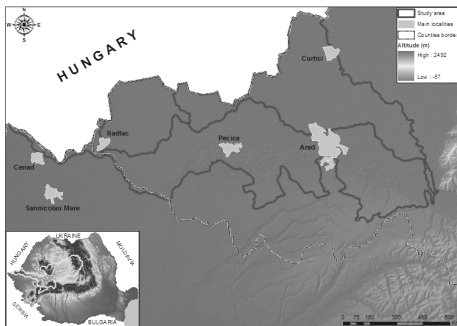 N
W E
S
HUNGARY
Study area
Main localities
Counties border
Altitude (m)
High : 2492
Low : -57
Curtici
Nadlac
Pecica
Arad
Cenad
Sannicolau Mare
UKRAINE
HUNGARY
MOLDAVIA
SERBIA
BULGARIA
0 75 150 300 450 600